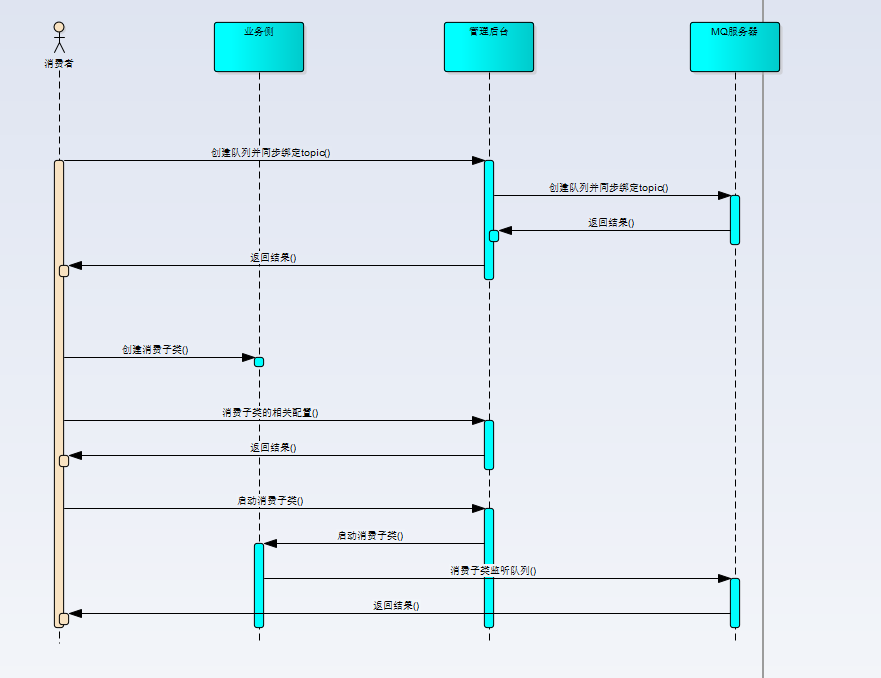 业务侧
管理后台
MQ服务器
消费者
创建队列并同步绑定topic()
创建队列并同步绑定topic()
返回结果()
返回结果()
创建消费子类()
消费子类的相关配置()
返回结果()
启动消费子类()
启动消费子类()
消费子类监听队列()
返回结果()